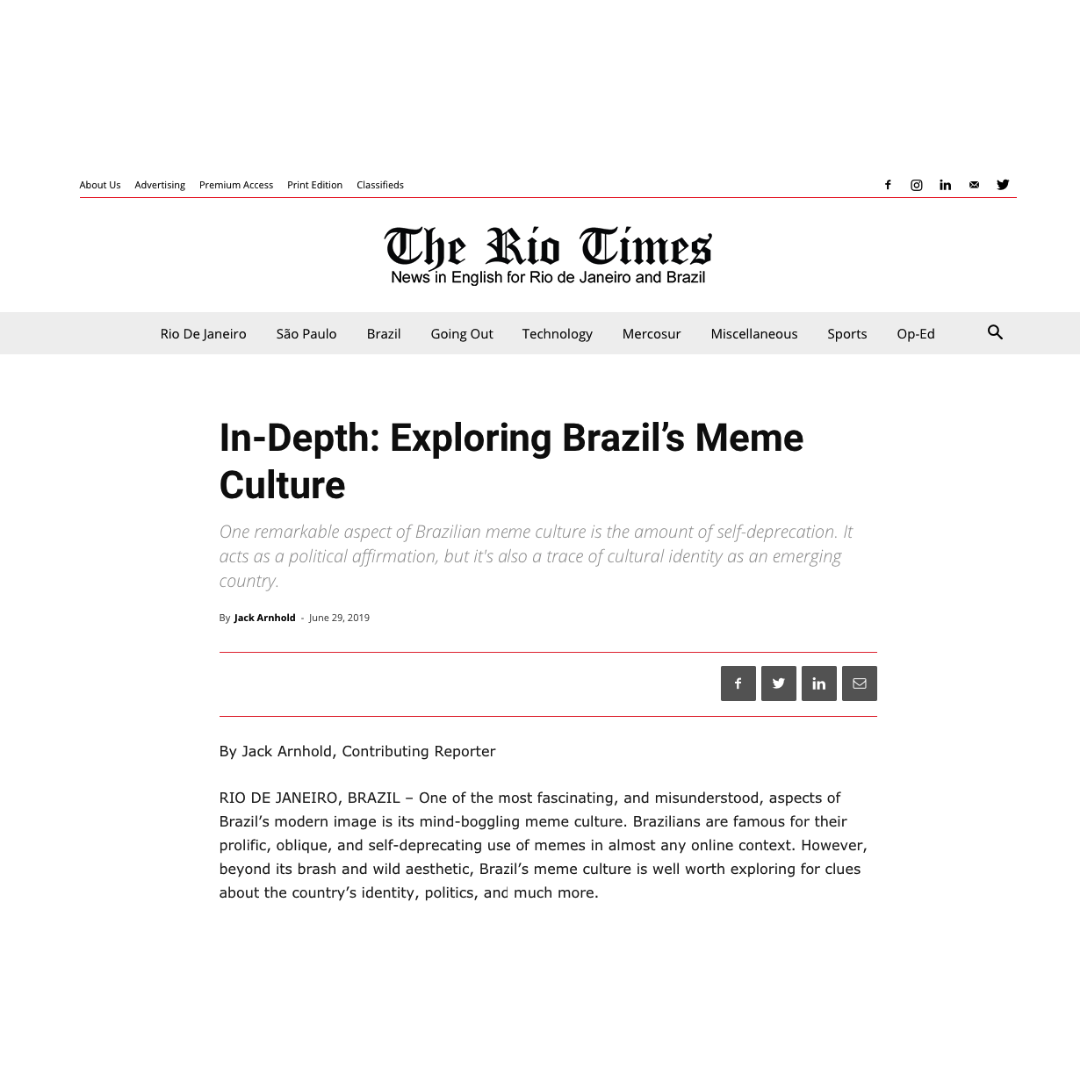 About Us Advertising Premium Access Print Edition Classifieds
The Rio Times
News in English for Rio de Janeiro and Brazil
Rio De Janeiro São Paulo Brazil Going Out Technology Mercosur Miscellaneous Sports Op-Ed
In-Depth: Exploring Brazil’s Meme
Culture
One remarkable aspect of Brazilian meme culture is the amount of self-deprecation. It
acts as a political affirmation, but it's also a trace of cultural identity as an emerging
country.
By Jack Arnhold - June 29, 2019
By Jack Arnhold, Contributing Reporter
RIO DE JANEIRO, BRAZIL – One of the most fascinating, and misunderstood, aspects of
Brazil’s modern image is its mind-boggling meme culture. Brazilians are famous for their
prolific, oblique, and self-deprecating use of memes in almost any online context. However,
beyond its brash and wild aesthetic, Brazil’s meme culture is well worth exploring for clues
about the country’s identity, politics, and much more.